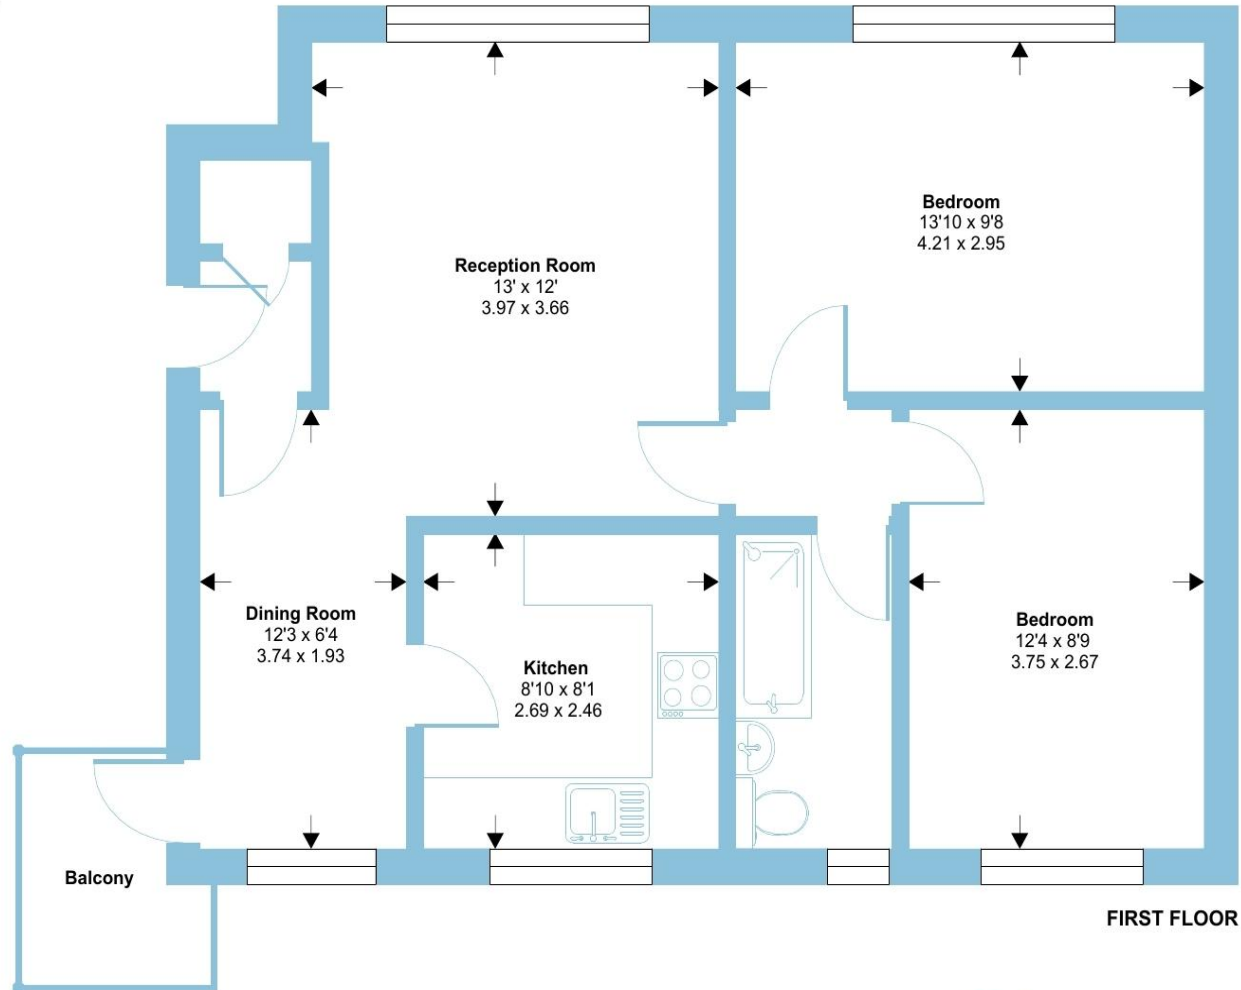 Bedroom
13'10 x 9'8
4.21 x 2.95
Reception Room
13' x 12'
3.97 x 3.66
Dining Room
12'3 x 6'4
3.74 x 1.93
Kitchen
8'10 x 8'1
2.69 x 2.46
Bedroom
12'4 x 8'9
3.75 x 2.67
Balcony
FIRST FLOOR